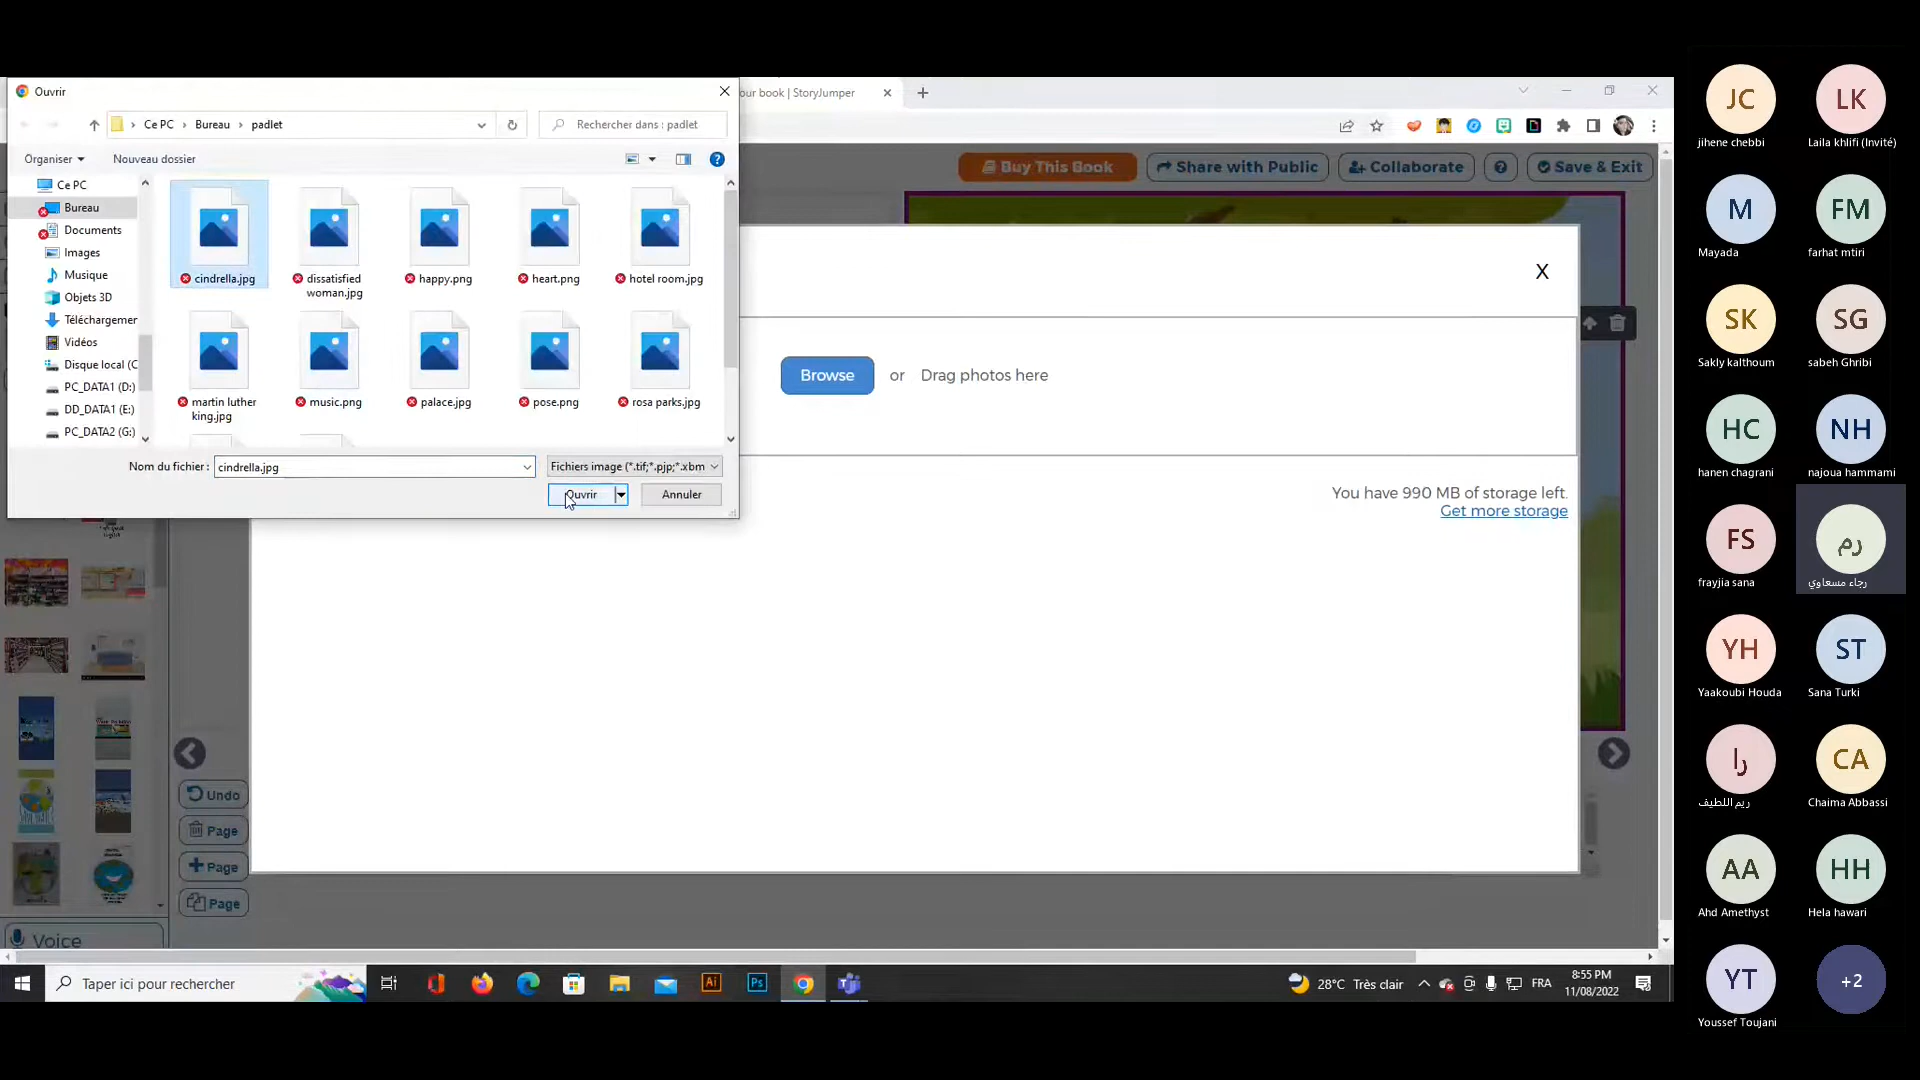 Ouvrir
our book | StoryJumper
Ce PC
Bureau
padlet
Rechercher dans : padlet
Organiser
Nouveau dossier
Buy This Book
Share with Public
Collaborate
?
Save & Exit
Ce PC
Bureau
Documents
Images
Musique
Objets 3D
Téléchargemer
Vidéos
Disque local (C
PC_DATA1 (D:)
DD_DATA1 (E:)
PC_DATA2 (G:)
cindrella.jpg
dissatisfied
woman.jpg
happy.png
heart.png
hotel room.jpg
martin luther
king.jpg
music.png
palace.jpg
pose.png
rosa parks.jpg
Nom du fichier :
cindrella.jpg
Fichiers image (*.tif;*.pjp;*.xbm
Ouvrir
Annuler
X
Browse
or
Drag photos here
You have 990 MB of storage left.
Get more storage
Undo
Page
Page
Page
Voice
Taper ici pour rechercher
Ai
Ps
28°C Très clair
FRA
8:55 PM
11/08/2022
JC
jihene chebbi
LK
Laila khlifi (Invité)
M
Mayada
FM
farhat mtiri
SK
Sakly kalthoum
SG
sabeh Ghribi
HC
hanen chagrani
NH
najoua hammami
FS
frayjia sana
رم
رجاء مسعاوي
YH
Yaakoubi Houda
ST
Sana Turki
را
ريم اللطيف
CA
Chaima Abbassi
AA
Ahd Amethyst
HH
Hela hawari
YT
Youssef Toujani
+2